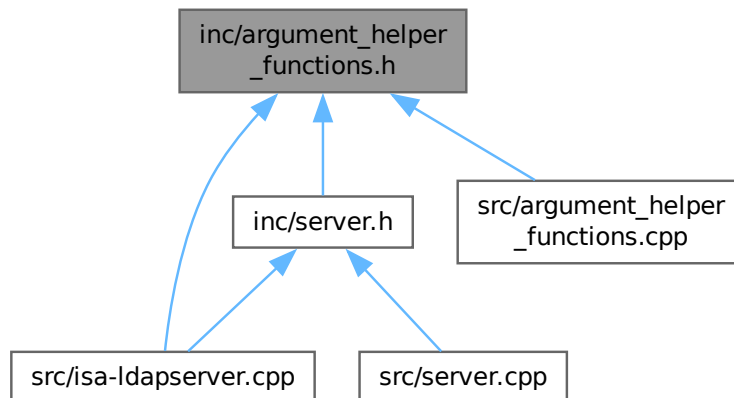 inc/argument_helper
_functions.h
inc/server.h
src/argument_helper
_functions.cpp
src/isa-ldapserver.cpp
src/server.cpp